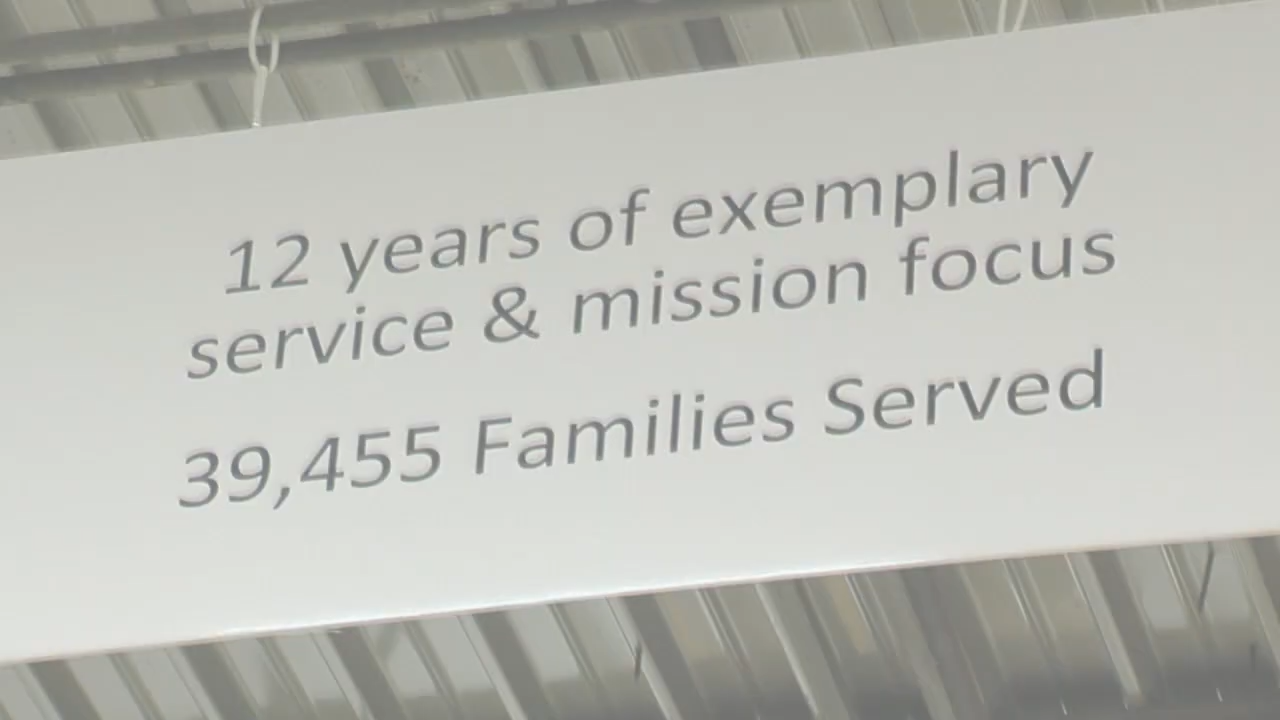 12 years of exemplary
service & mission focus
39,455 Families Served